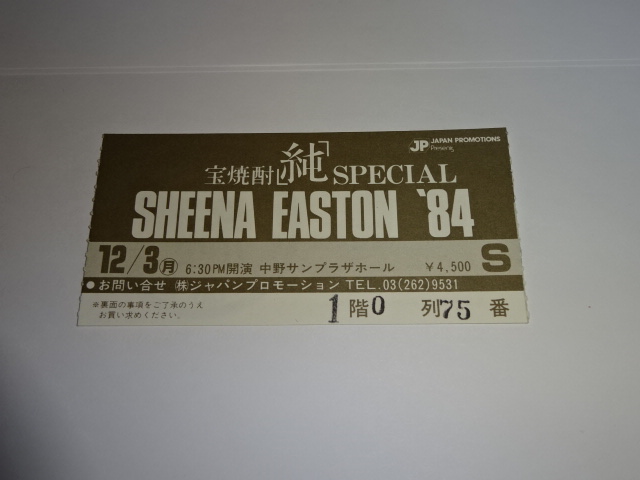 JP JAPAN PROMOTIONS
Presents
宝焼酎「純」SPECIAL
SHEENA EASTON '84
12/3(月) 6:30PM開演 中野サンプラザホール ¥4,500 S
●お問い合せ ㈱ジャパンプロモーション TEL.03(262)9531
※裏面の事項をご了承のうえ
お買い求めください。
1階0 列75 番